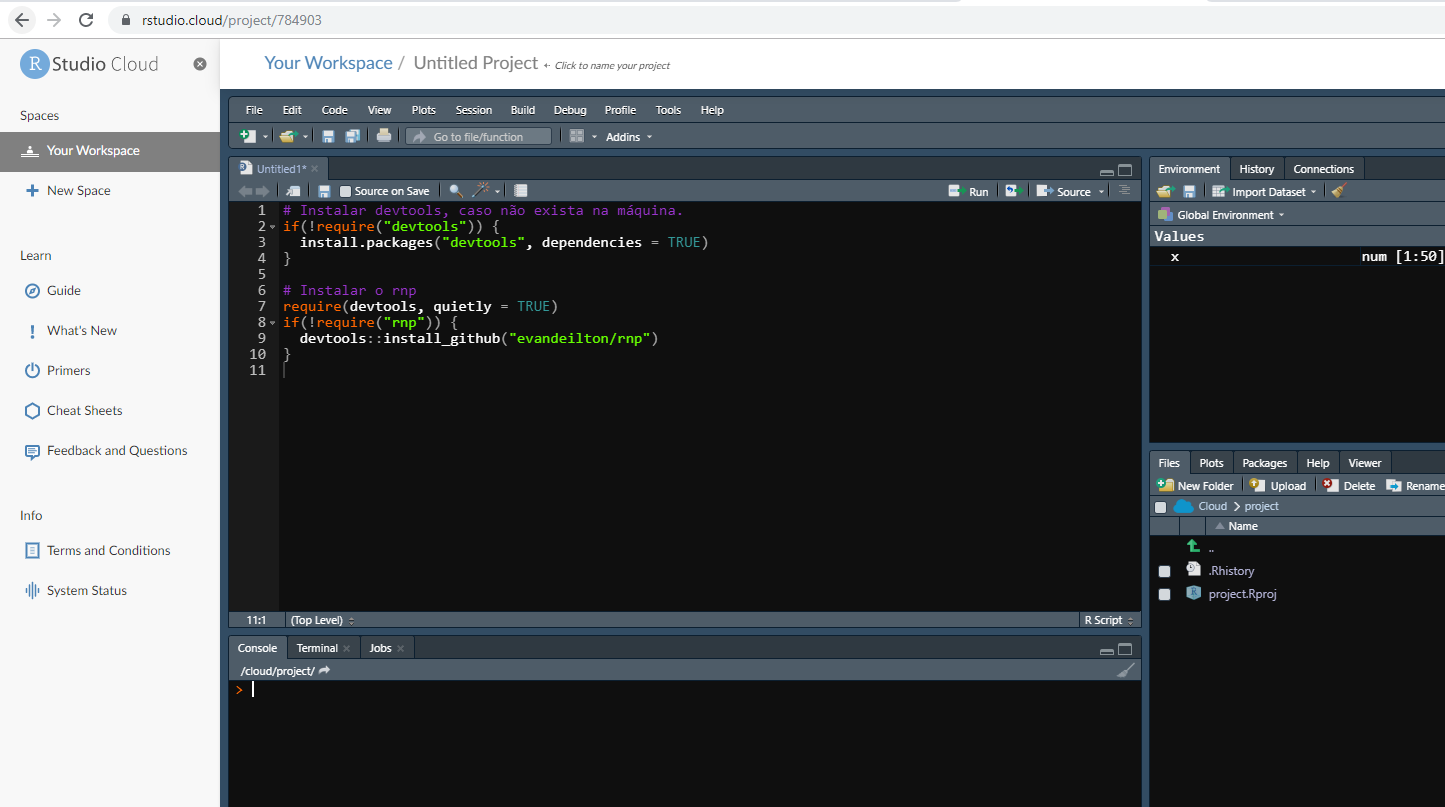 rstudio.cloud/project/784903
R Studio Cloud
Your Workspace / Untitled Project ← Click to name your project
Spaces
Your Workspace
New Space
Learn
Guide
What's New
Primers
Cheat Sheets
Feedback and Questions
Info
Terms and Conditions
System Status
File Edit Code View Plots Session Build Debug Profile Tools Help
Go to file/function Addins
Untitled1*
Source on Save Run Source
1 # Instalar devtools, caso não exista na máquina.
2 if(!require("devtools")) {
3   install.packages("devtools", dependencies = TRUE)
4 }
5
6 # Instalar o rnp
7 require(devtools, quietly = TRUE)
8 if(!require("rnp")) {
9   devtools::install_github("evandeilton/rnp")
10 }
11
11:1 (Top Level) R Script
Console Terminal Jobs
/cloud/project/
>
Environment History Connections
Import Dataset
Global Environment
Values
x num [1:50]
Files Plots Packages Help Viewer
New Folder Upload Delete Rename
Cloud > project
Name
..
.Rhistory
project.Rproj